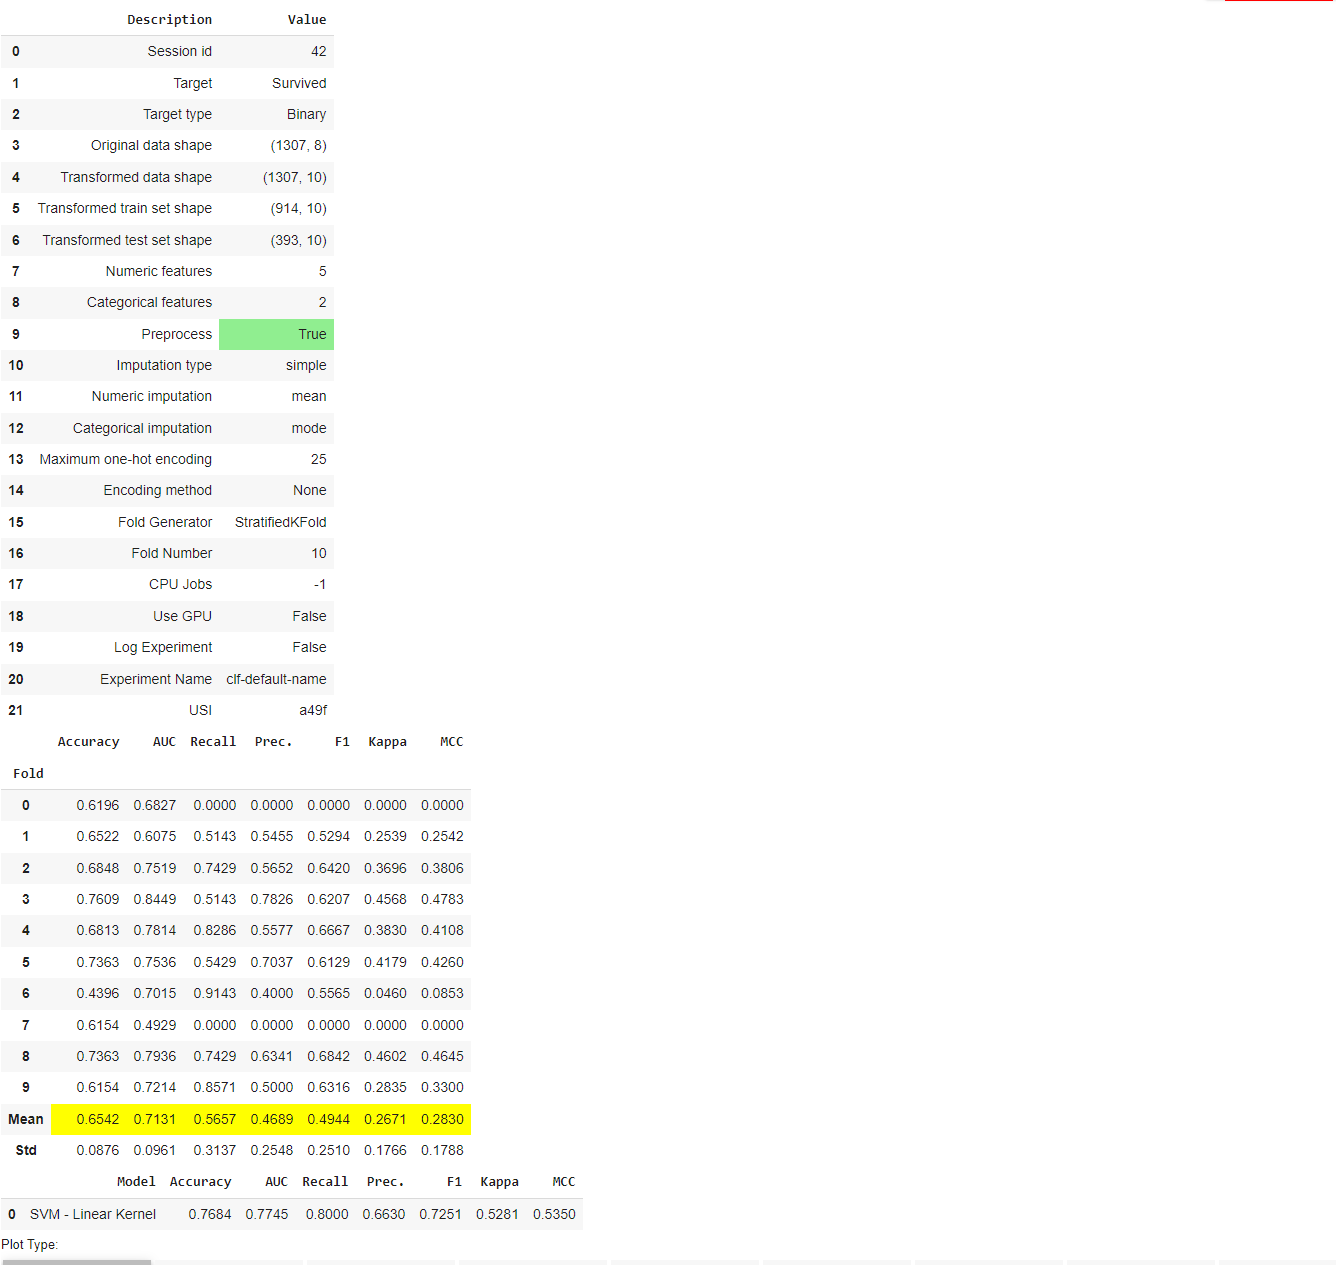 Description Value
0 Session id 42
1 Target Survived
2 Target type Binary
3 Original data shape (1307, 8)
4 Transformed data shape (1307, 10)
5 Transformed train set shape (914, 10)
6 Transformed test set shape (393, 10)
7 Numeric features 5
8 Categorical features 2
9 Preprocess True
10 Imputation type simple
11 Numeric imputation mean
12 Categorical imputation mode
13 Maximum one-hot encoding 25
14 Encoding method None
15 Fold Generator StratifiedKFold
16 Fold Number 10
17 CPU Jobs -1
18 Use GPU False
19 Log Experiment False
20 Experiment Name clf-default-name
21 USI a49f
Accuracy AUC Recall Prec. F1 Kappa MCC
Fold
0 0.6196 0.6827 0.0000 0.0000 0.0000 0.0000 0.0000
1 0.6522 0.6075 0.5143 0.5455 0.5294 0.2539 0.2542
2 0.6848 0.7519 0.7429 0.5652 0.6420 0.3696 0.3806
3 0.7609 0.8449 0.5143 0.7826 0.6207 0.4568 0.4783
4 0.6813 0.7814 0.8286 0.5577 0.6667 0.3830 0.4108
5 0.7363 0.7536 0.5429 0.7037 0.6129 0.4179 0.4260
6 0.4396 0.7015 0.9143 0.4000 0.5565 0.0460 0.0853
7 0.6154 0.4929 0.0000 0.0000 0.0000 0.0000 0.0000
8 0.7363 0.7936 0.7429 0.6341 0.6842 0.4602 0.4645
9 0.6154 0.7214 0.8571 0.5000 0.6316 0.2835 0.3300
Mean 0.6542 0.7131 0.5657 0.4689 0.4944 0.2671 0.2830
Std 0.0876 0.0961 0.3137 0.2548 0.2510 0.1766 0.1788
Model Accuracy AUC Recall Prec. F1 Kappa MCC
0 SVM - Linear Kernel 0.7684 0.7745 0.8000 0.6630 0.7251 0.5281 0.5350
Plot Type: